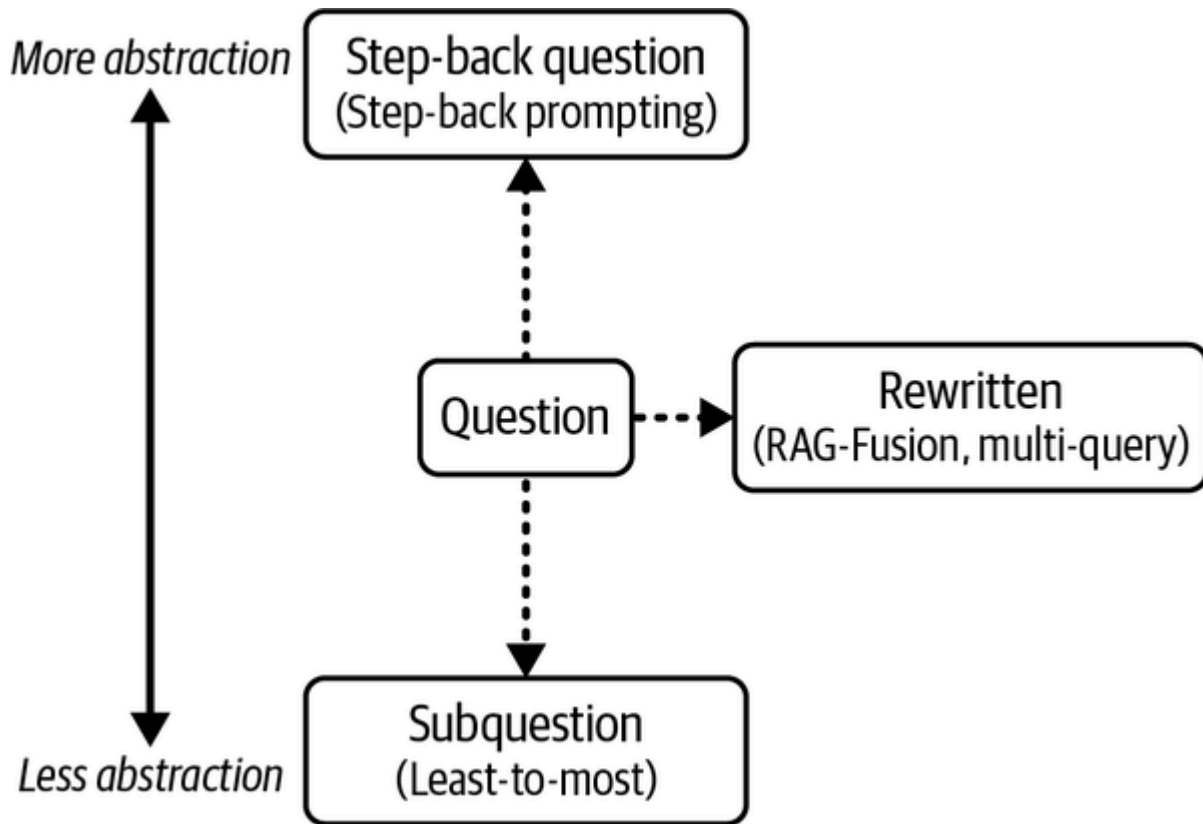 More abstraction
Step-back question
(Step-back prompting)
Question
Rewritten
(RAG-Fusion, multi-query)
Subquestion
(Least-to-most)
Less abstraction